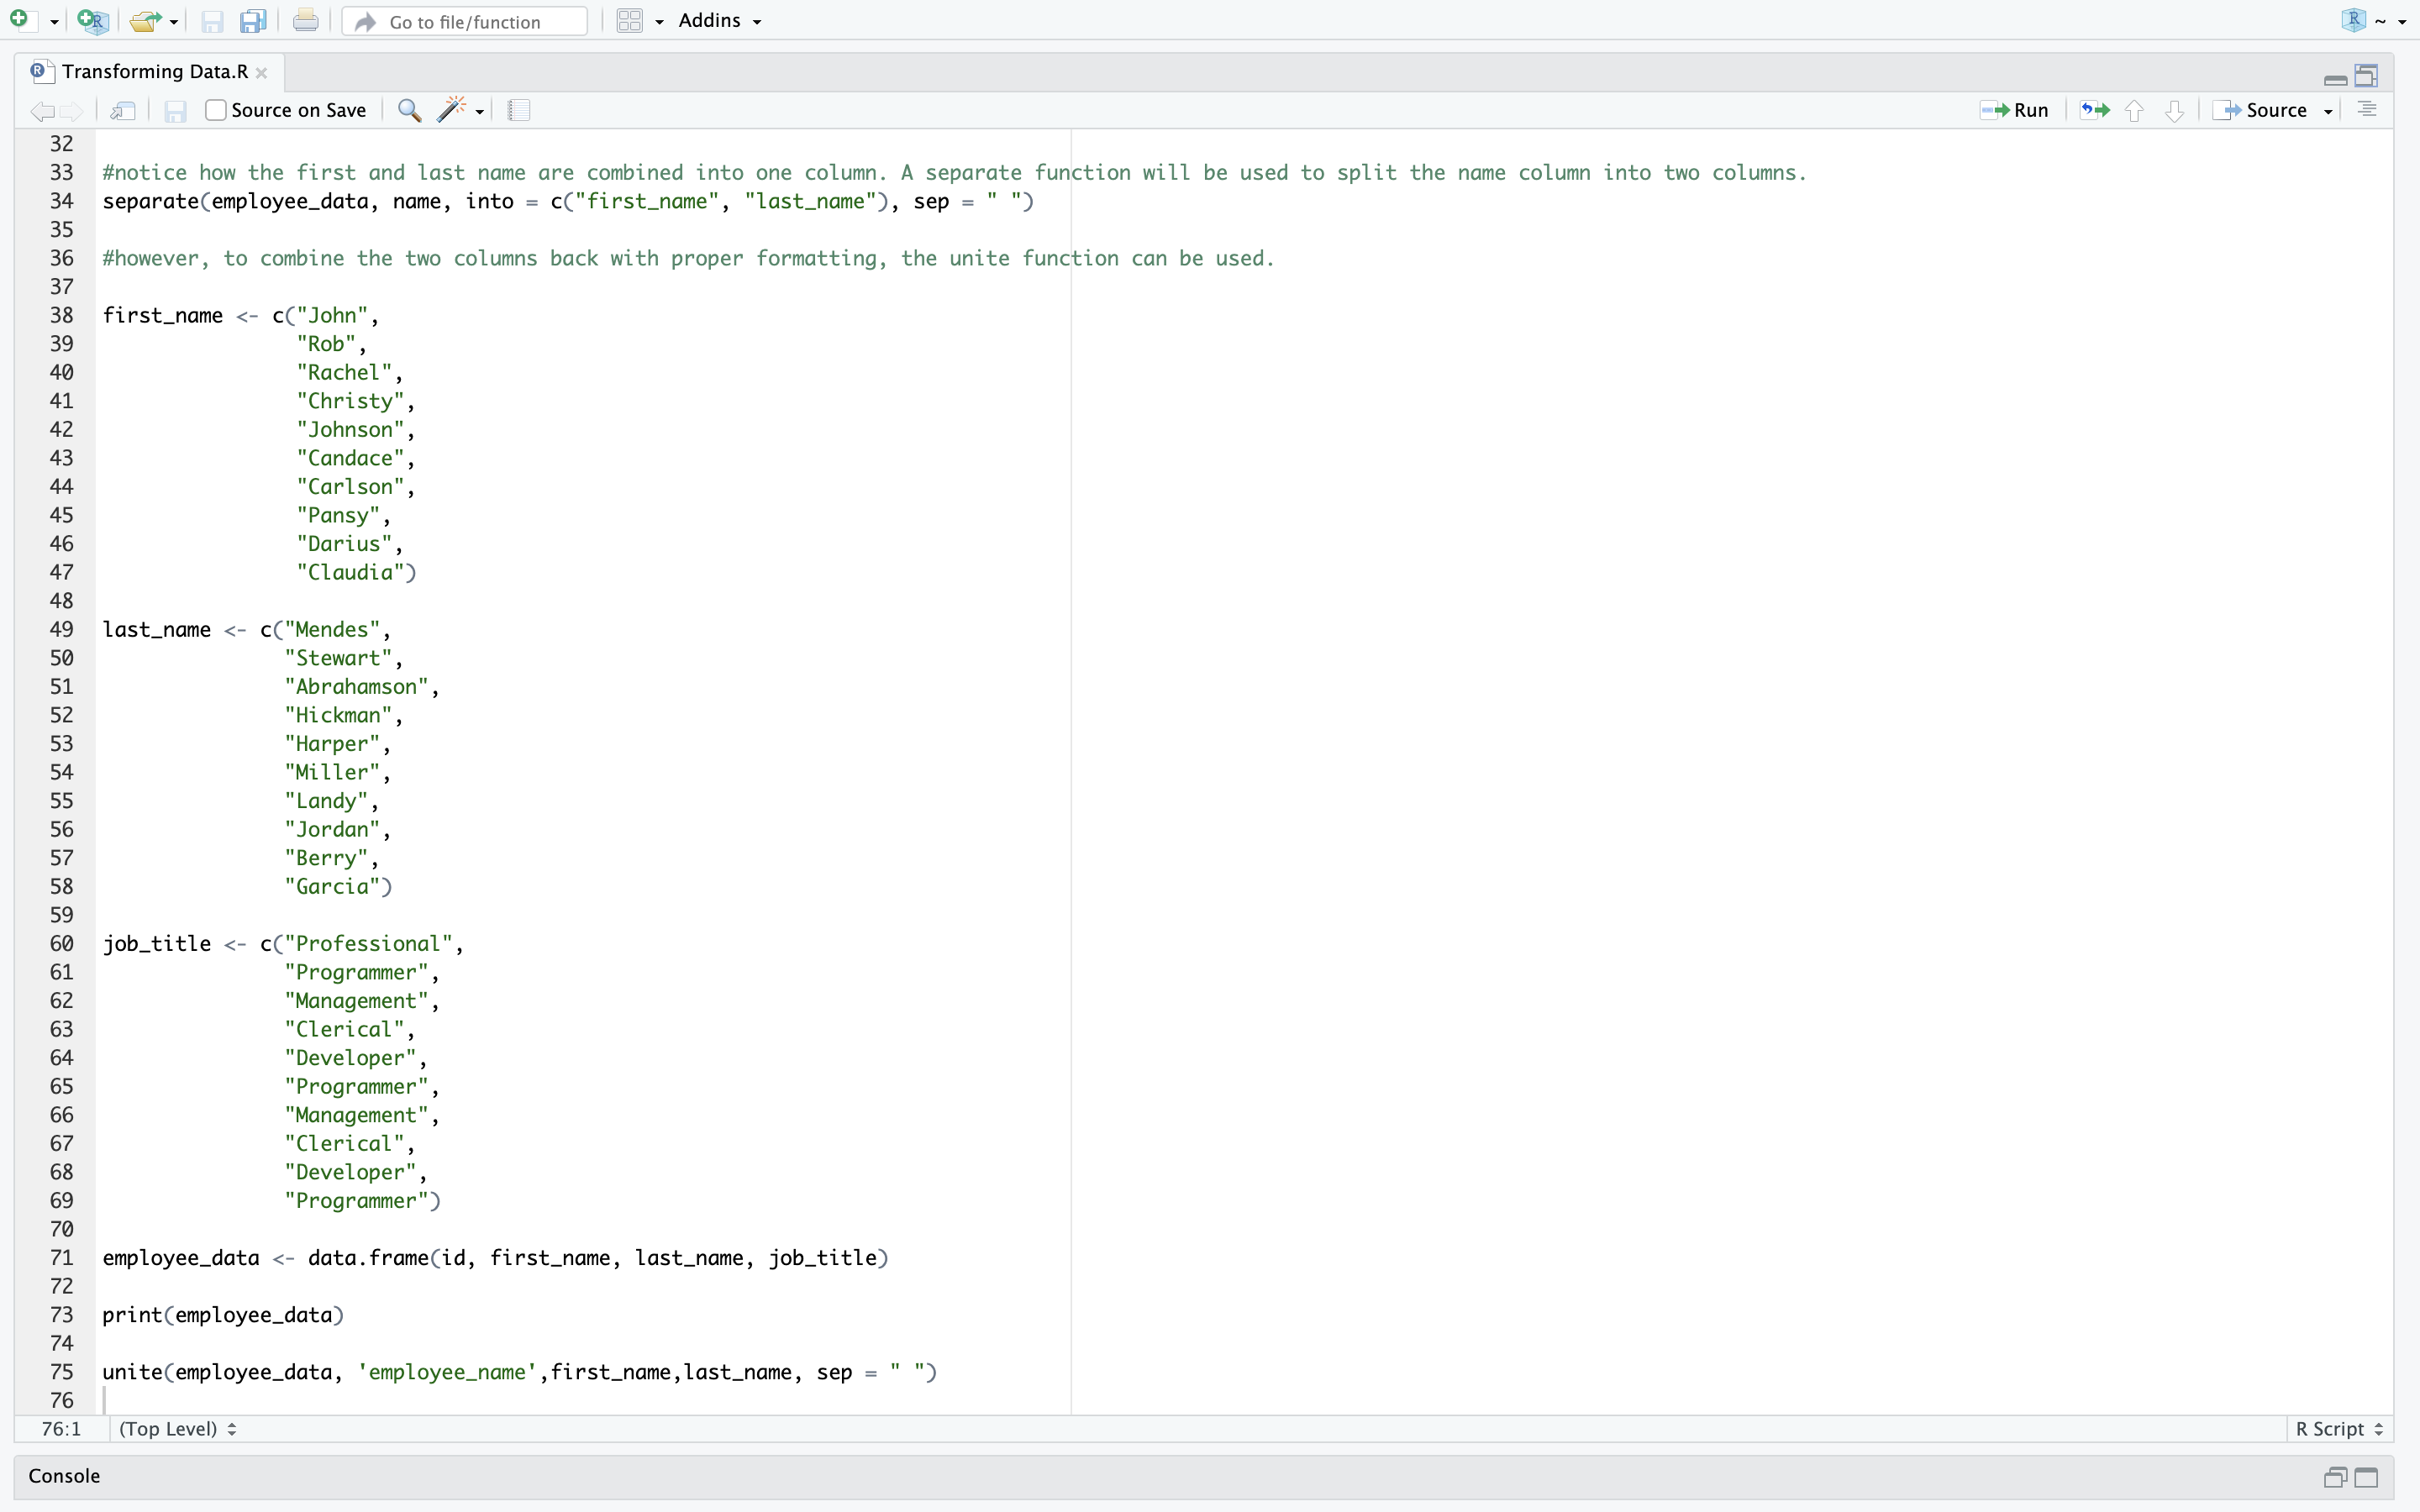 Go to file/function
Addins
~
Transforming Data.R
Source on Save
Run
Source
32
33 #notice how the first and last name are combined into one column. A separate function will be used to split the name column into two columns.
34 separate(employee_data, name, into = c("first_name", "last_name"), sep = " ")
35
36 #however, to combine the two columns back with proper formatting, the unite function can be used.
37
38 first_name <- c("John",
39 "Rob",
40 "Rachel",
41 "Christy",
42 "Johnson",
43 "Candace",
44 "Carlson",
45 "Pansy",
46 "Darius",
47 "Claudia")
48
49 last_name <- c("Mendes",
50 "Stewart",
51 "Abrahamson",
52 "Hickman",
53 "Harper",
54 "Miller",
55 "Landy",
56 "Jordan",
57 "Berry",
58 "Garcia")
59
60 job_title <- c("Professional",
61 "Programmer",
62 "Management",
63 "Clerical",
64 "Developer",
65 "Programmer",
66 "Management",
67 "Clerical",
68 "Developer",
69 "Programmer")
70
71 employee_data <- data.frame(id, first_name, last_name, job_title)
72
73 print(employee_data)
74
75 unite(employee_data, 'employee_name',first_name,last_name, sep = " ")
76
76:1 (Top Level)
R Script
Console